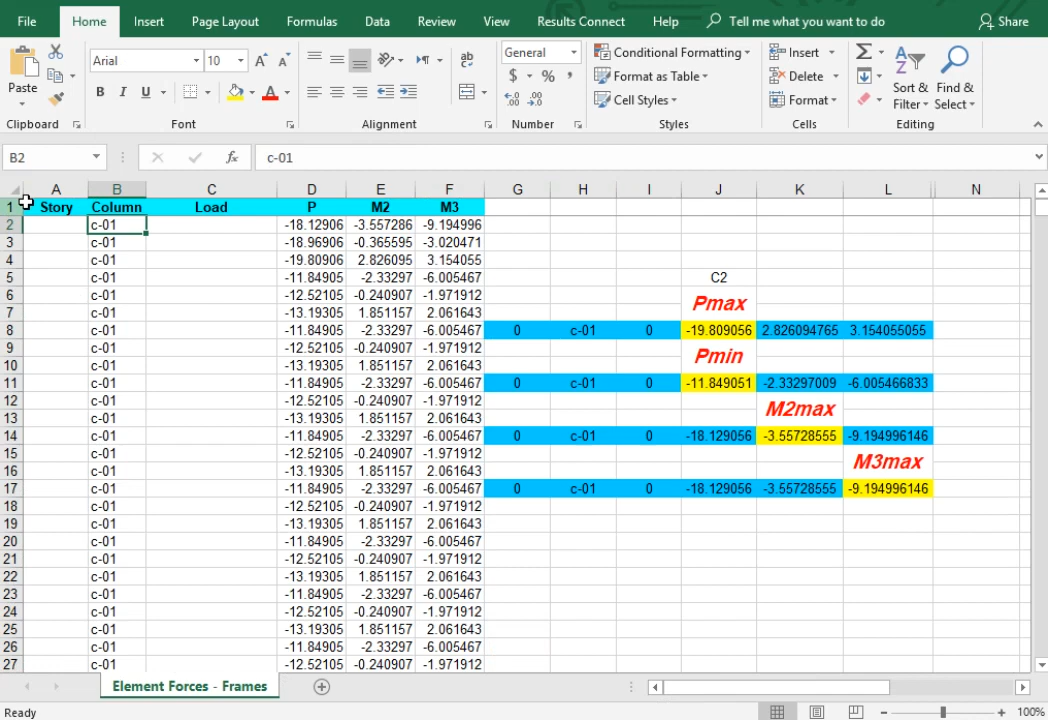 File Home Insert Page Layout Formulas Data Review View Results Connect Help Tell me what you want to do Share
Paste
Arial 10
B I U A
General
$ % ,
Conditional Formatting
Format as Table
Cell Styles
Insert
Delete
Format
Sort & Filter
Find & Select
Clipboard Font Alignment Number Styles Cells Editing
B2 fx c-01
A B C D E F G H I J K L N
1 Story Column Load P M2 M3
2 c-01 -18.12906 -3.557286 -9.194996
3 c-01 -18.96906 -0.365595 -3.020471
4 c-01 -19.80906 2.826095 3.154055
5 c-01 -11.84905 -2.33297 -6.005467 C2
6 c-01 -12.52105 -0.240907 -1.971912 Pmax
7 c-01 -13.19305 1.851157 2.061643
8 c-01 -11.84905 -2.33297 -6.005467 0 c-01 0 -19.809056 2.826094765 3.154055055
9 c-01 -12.52105 -0.240907 -1.971912 Pmin
10 c-01 -13.19305 1.851157 2.061643
11 c-01 -11.84905 -2.33297 -6.005467 0 c-01 0 -11.849051 -2.33297009 -6.005466833
12 c-01 -12.52105 -0.240907 -1.971912 M2max
13 c-01 -13.19305 1.851157 2.061643
14 c-01 -11.84905 -2.33297 -6.005467 0 c-01 0 -18.129056 -3.55728555 -9.194996146
15 c-01 -12.52105 -0.240907 -1.971912 M3max
16 c-01 -13.19305 1.851157 2.061643
17 c-01 -11.84905 -2.33297 -6.005467 0 c-01 0 -18.129056 -3.55728555 -9.194996146
18 c-01 -12.52105 -0.240907 -1.971912
19 c-01 -13.19305 1.851157 2.061643
20 c-01 -11.84905 -2.33297 -6.005467
21 c-01 -12.52105 -0.240907 -1.971912
22 c-01 -13.19305 1.851157 2.061643
23 c-01 -11.84905 -2.33297 -6.005467
24 c-01 -12.52105 -0.240907 -1.971912
25 c-01 -13.19305 1.851157 2.061643
26 c-01 -11.84905 -2.33297 -6.005467
27 c-01 -12.52105 -0.240907 -1.971912
Element Forces - Frames
Ready 100%